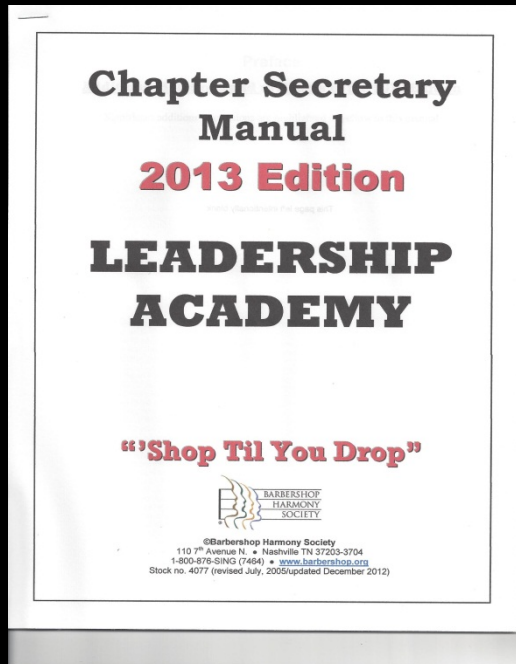 Chapter Secretary
Manual
2013 Edition
LEADERSHIP
ACADEMY
“’Shop Til You Drop”
BARBERSHOP
HARMONY
SOCIETY
©Barbershop Harmony Society
110 7th Avenue N. • Nashville TN 37203-3704
1-800-876-SING (7464) • www.barbershop.org
Stock no. 4077 (revised July, 2005/updated December 2012)